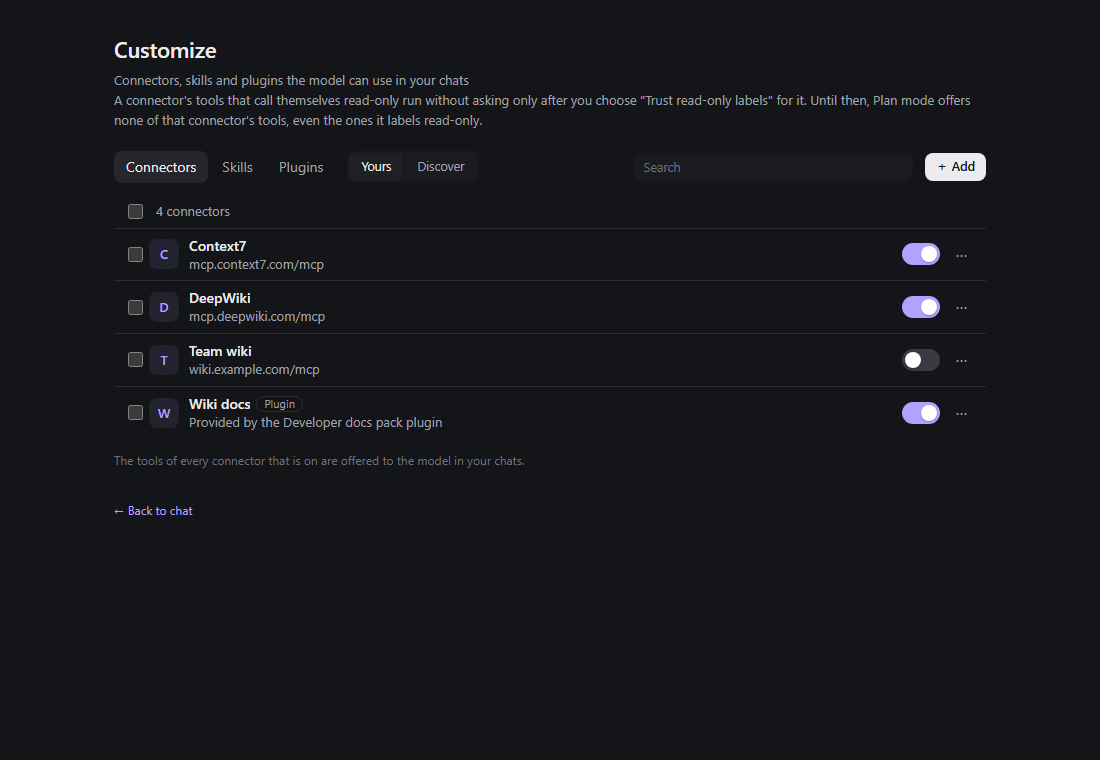 Customize
Connectors, skills and plugins the model can use in your chats
A connector's tools that call themselves read-only run without asking only after you choose "Trust read-only labels" for it. Until then, Plan mode offers
none of that connector's tools, even the ones it labels read-only.
Connectors Skills Plugins Yours Discover Search + Add
4 connectors
C Context7
mcp.context7.com/mcp
D DeepWiki
mcp.deepwiki.com/mcp
T Team wiki
wiki.example.com/mcp
W Wiki docs Plugin
Provided by the Developer docs pack plugin
The tools of every connector that is on are offered to the model in your chats.
← Back to chat